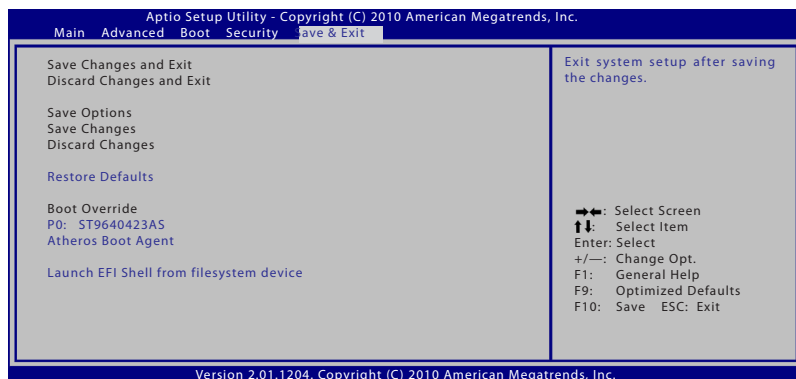 Aptio Setup Utility - Copyright (C) 2010 American Megatrends, Inc.
Main Advanced Boot Security Save & Exit
Save Changes and Exit
Discard Changes and Exit
Save Options
Save Changes
Discard Changes
Restore Defaults
Boot Override
P0: ST9640423AS
Atheros Boot Agent
Launch EFI Shell from filesystem device
Exit system setup after saving
the changes.
→←: Select Screen
↑↓: Select Item
Enter: Select
+/—: Change Opt.
F1: General Help
F9: Optimized Defaults
F10: Save ESC: Exit
Version 2.01.1204. Copyright (C) 2010 American Megatrends, Inc.